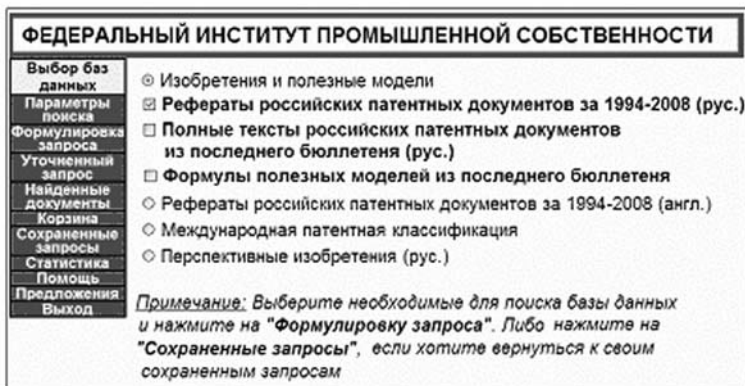 ФЕДЕРАЛЬНЫЙ ИНСТИТУТ ПРОМЫШЛЕННОЙ СОБСТВЕННОСТИ
Выбор баз
данных
Параметры
поиска
Формулировка
запроса
Уточненный
запрос
Найденные
документы
Корзина
Сохраненные
запросы
Статистика
Помощь
Предложения
Выход
Изобретения и полезные модели
Рефераты российских патентных документов за 1994-2008 (рус.)
Полные тексты российских патентных документов
из последнего бюллетеня (рус.)
Формулы полезных моделей из последнего бюллетеня
Рефераты российских патентных документов за 1994-2008 (англ.)
Международная патентная классификация
Перспективные изобретения (рус.)
Примечание: Выберите необходимые для поиска базы данных
и нажмите на "Формулировку запроса". Либо нажмите на
"Сохраненные запросы", если хотите вернуться к своим
сохраненным запросам